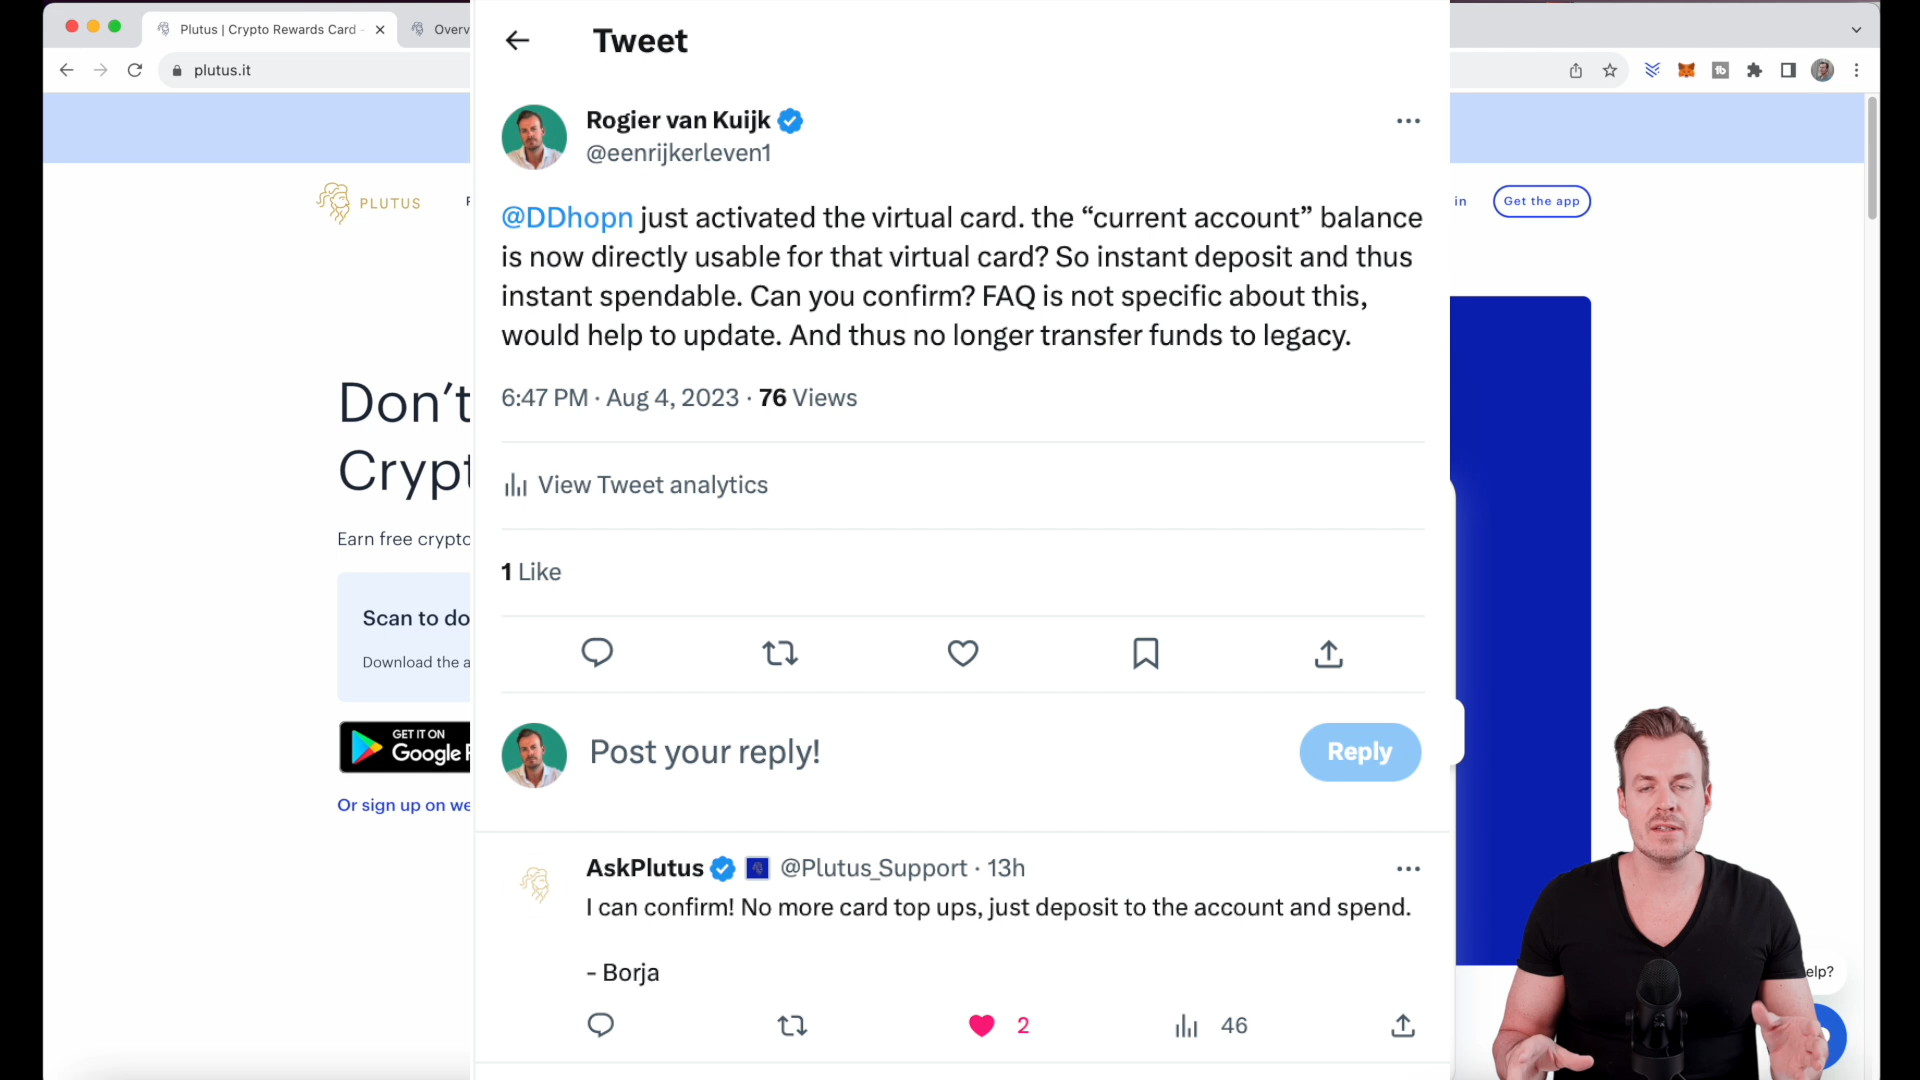 Plutus | Crypto Rewards Card -
Overv
plutus.it
PLUTUS
in
Get the app
Don't
Crypt
Earn free crypto
Scan to do
Download the a
GET IT ON
Google P
Or sign up on we
Tweet
Rogier van Kuijk
@eenrijkerleven1
@DDhopn just activated the virtual card. the “current account” balance
is now directly usable for that virtual card? So instant deposit and thus
instant spendable. Can you confirm? FAQ is not specific about this,
would help to update. And thus no longer transfer funds to legacy.
6:47 PM · Aug 4, 2023 · 76 Views
View Tweet analytics
1 Like
Post your reply!
Reply
AskPlutus @Plutus_Support · 13h
I can confirm! No more card top ups, just deposit to the account and spend.
- Borja
2
46
elp?